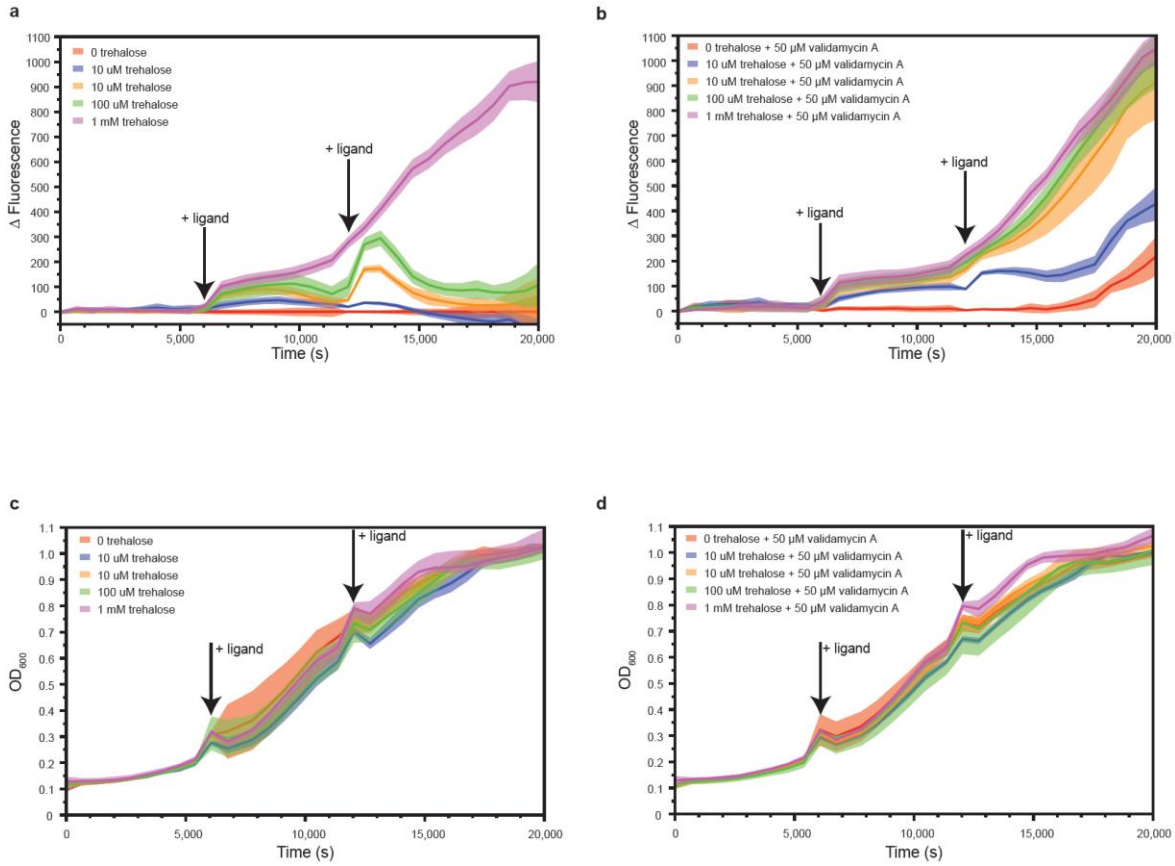 a
1100
1000
900
800
700
600
500
400
300
200
100
0
Δ Fluorescence
0 trehalose
10 uM trehalose
10 uM trehalose
100 uM trehalose
1 mM trehalose
+ ligand
+ ligand
0 5,000 10,000 15,000 20,000
Time (s)
b
1100
1000
900
800
700
600
500
400
300
200
100
0
Δ Fluorescence
0 trehalose + 50 µM validamycin A
10 uM trehalose + 50 µM validamycin A
10 uM trehalose + 50 µM validamycin A
100 uM trehalose + 50 µM validamycin A
1 mM trehalose + 50 µM validamycin A
+ ligand
+ ligand
0 5,000 10,000 15,000 20,000
Time (s)
c
1.1
1.0
0.9
0.8
0.7
0.6
0.5
0.4
0.3
0.2
0.1
0
OD600
0 trehalose
10 uM trehalose
10 uM trehalose
100 uM trehalose
1 mM trehalose
+ ligand
+ ligand
0 5,000 10,000 15,000 20,000
Time (s)
d
1.1
1.0
0.9
0.8
0.7
0.6
0.5
0.4
0.3
0.2
0.1
0
OD600
0 trehalose + 50 µM validamycin A
10 uM trehalose + 50 µM validamycin A
10 uM trehalose + 50 µM validamycin A
100 uM trehalose + 50 µM validamycin A
1 mM trehalose + 50 µM validamycin A
+ ligand
+ ligand
0 5,000 10,000 15,000 20,000
Time (s)